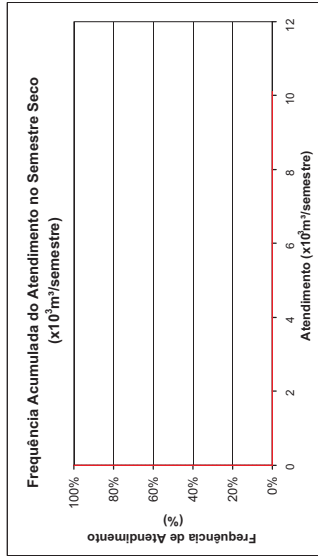 Frequência Acumulada do Atendimento no Semestre Seco
(x10³m³/semestre)
Frequência de Atendimento
(%)
100%
80%
60%
40%
20%
0%
0 2 4 6 8 10 12
Atendimento (x10³m³/semestre)